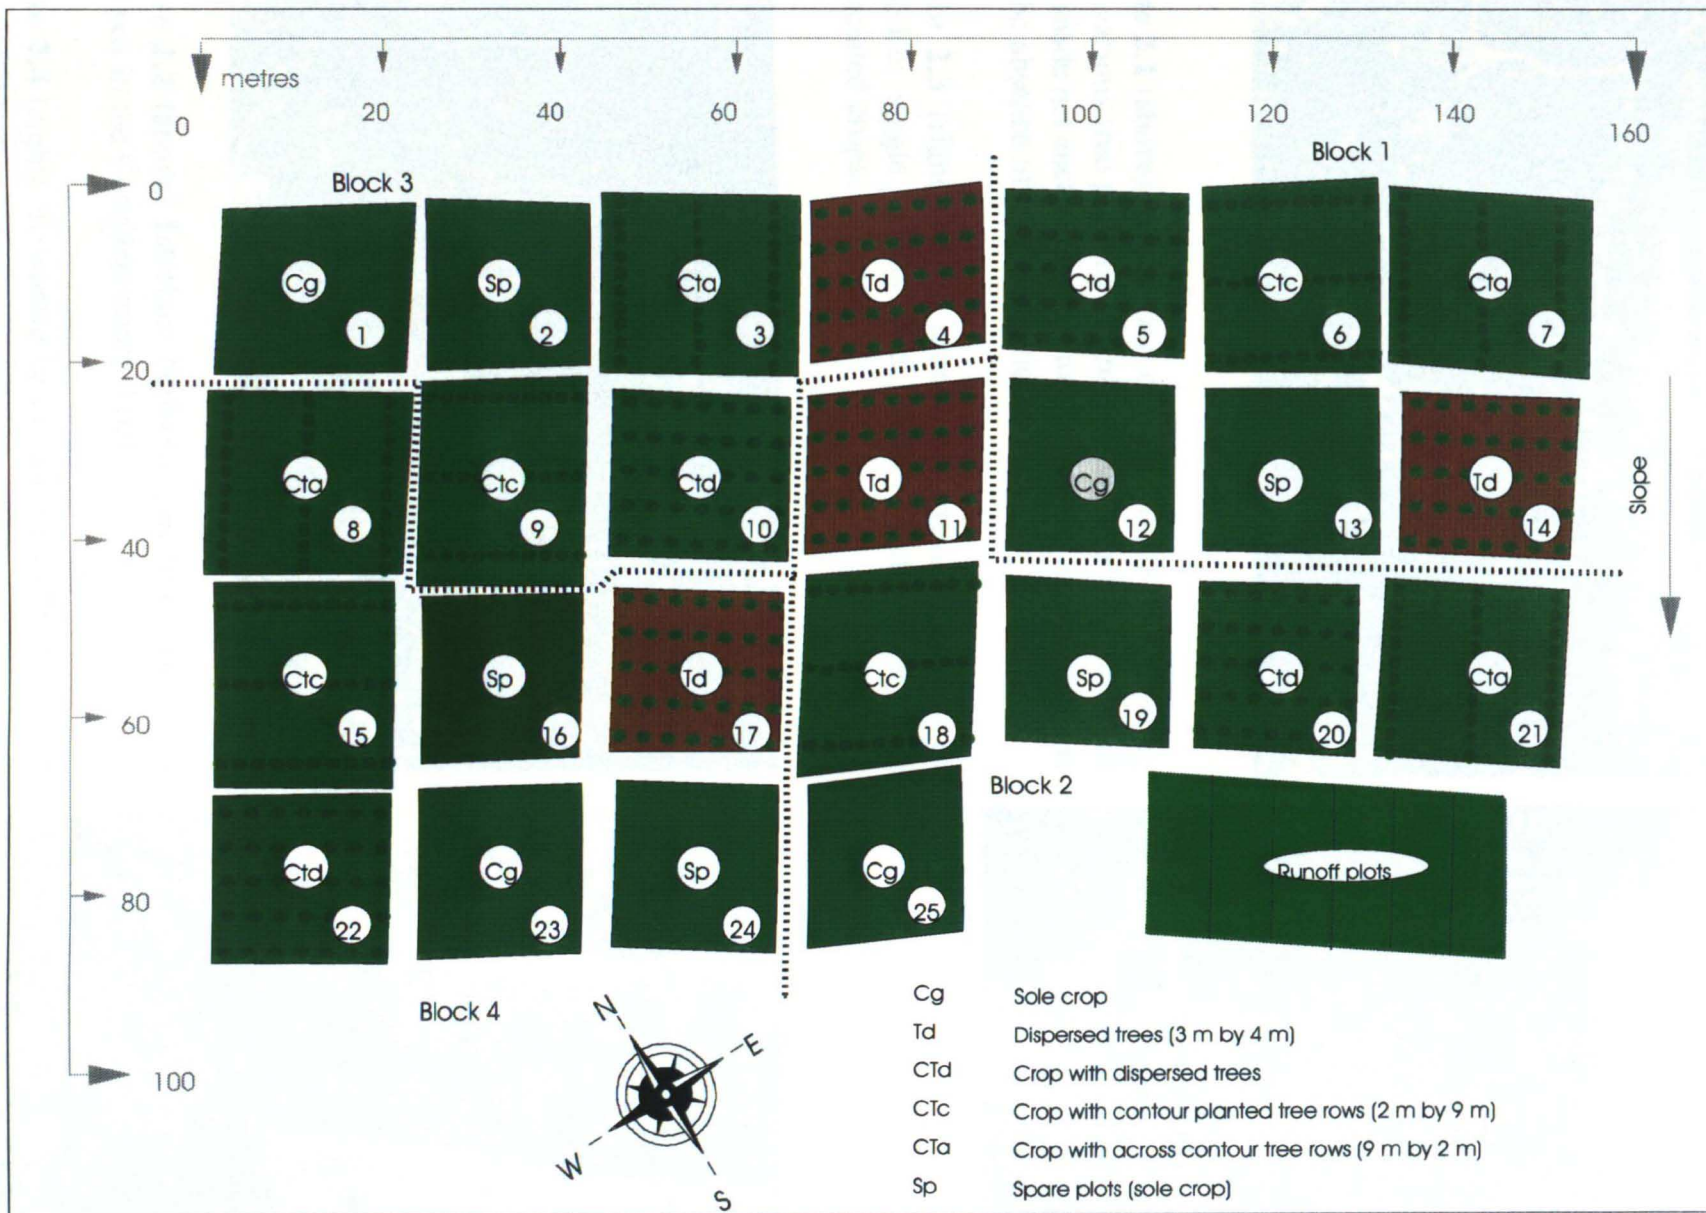 metres
0 20 40 60 80 100 120 140 160
Block 1
Block 3
0
Cg Sp Cta Td Ctd Ctc Cta
1 2 3 4 5 6 7
20
Cta Ctc Ctd Td Cg Sp Td
8 9 10 11 12 13 14
Slope
40
Ctc Sp Td Ctc Sp Ctd Cta
15 16 17 18 19 20 21
60
Block 2
Ctd Cg Sp Cg Runoff plots
22 23 24 25
80
Block 4
100
N
E
W
S
Cg Sole crop
Td Dispersed trees (3 m by 4 m)
CTd Crop with dispersed trees
CTc Crop with contour planted tree rows (2 m by 9 m)
CTa Crop with across contour tree rows (9 m by 2 m)
Sp Spare plots (sole crop)